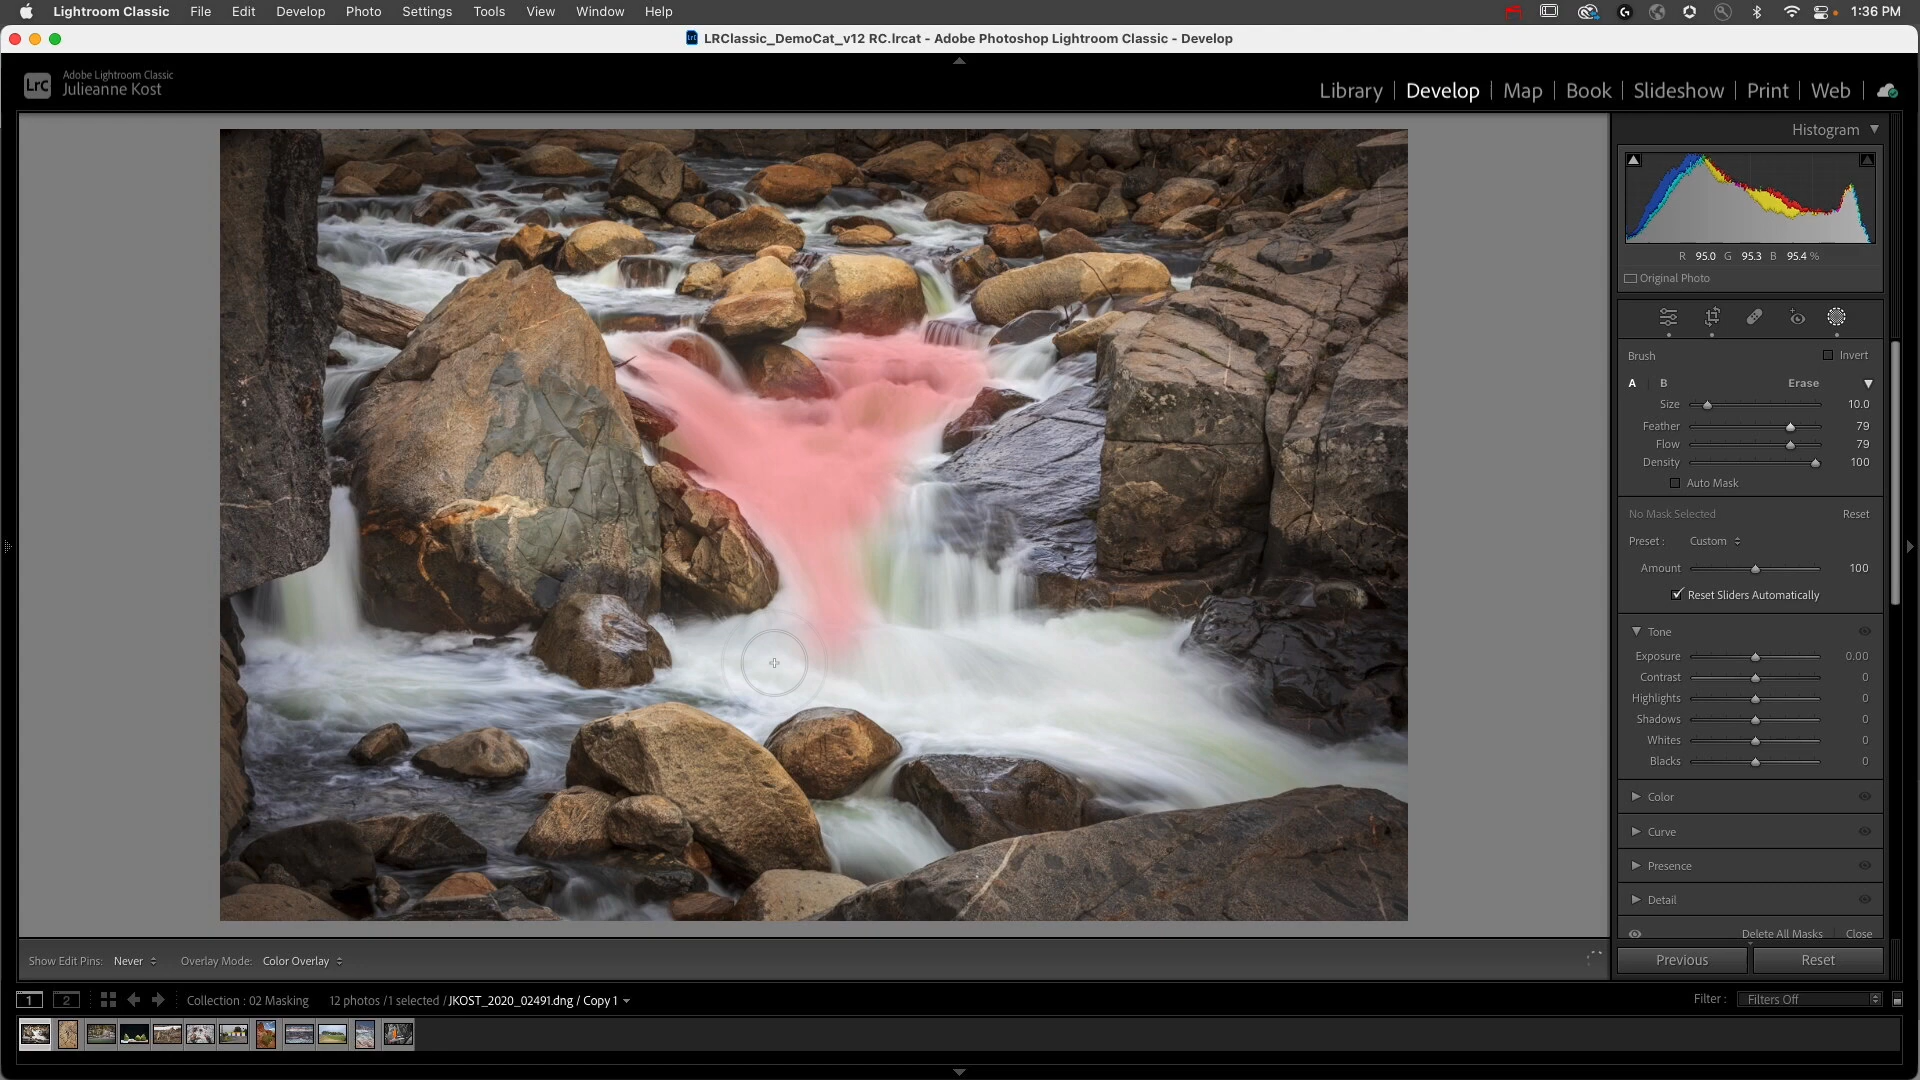 Lightroom Classic File Edit Develop Photo Settings Tools View Window Help 1:36 PM
LRClassic_DemoCat_v12 RC.lrcat - Adobe Photoshop Lightroom Classic - Develop
LrC Adobe Lightroom Classic
Julieanne Kost
Library | Develop | Map | Book | Slideshow | Print | Web
Histogram
R 95.0 G 95.3 B 95.4 %
Original Photo
Brush Invert
A B Erase
Size 10.0
Feather 79
Flow 79
Density 100
Auto Mask
No Mask Selected Reset
Preset : Custom
Amount 100
Reset Sliders Automatically
Tone
Exposure 0.00
Contrast 0
Highlights 0
Shadows 0
Whites 0
Blacks 0
Color
Curve
Presence
Detail
Delete All Masks Close
Show Edit Pins: Never Overlay Mode: Color Overlay
Previous Reset
1 2 Collection : 02 Masking 12 photos /1 selected / JKOST_2020_02491.dng / Copy 1 Filter : Filters Off